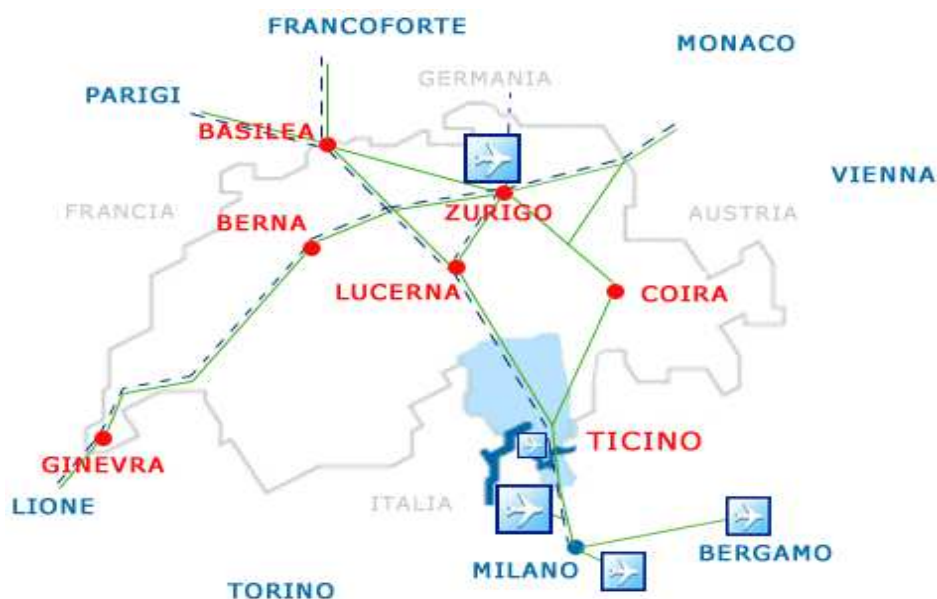 FRANCOFORTE
MONACO
GERMANIA
PARIGI
BASILEA
VIENNA
FRANCIA
BERNA
ZURIGO
AUSTRIA
LUCERNA
COIRA
TICINO
GINEVRA
LIONE
ITALIA
BERGAMO
MILANO
TORINO